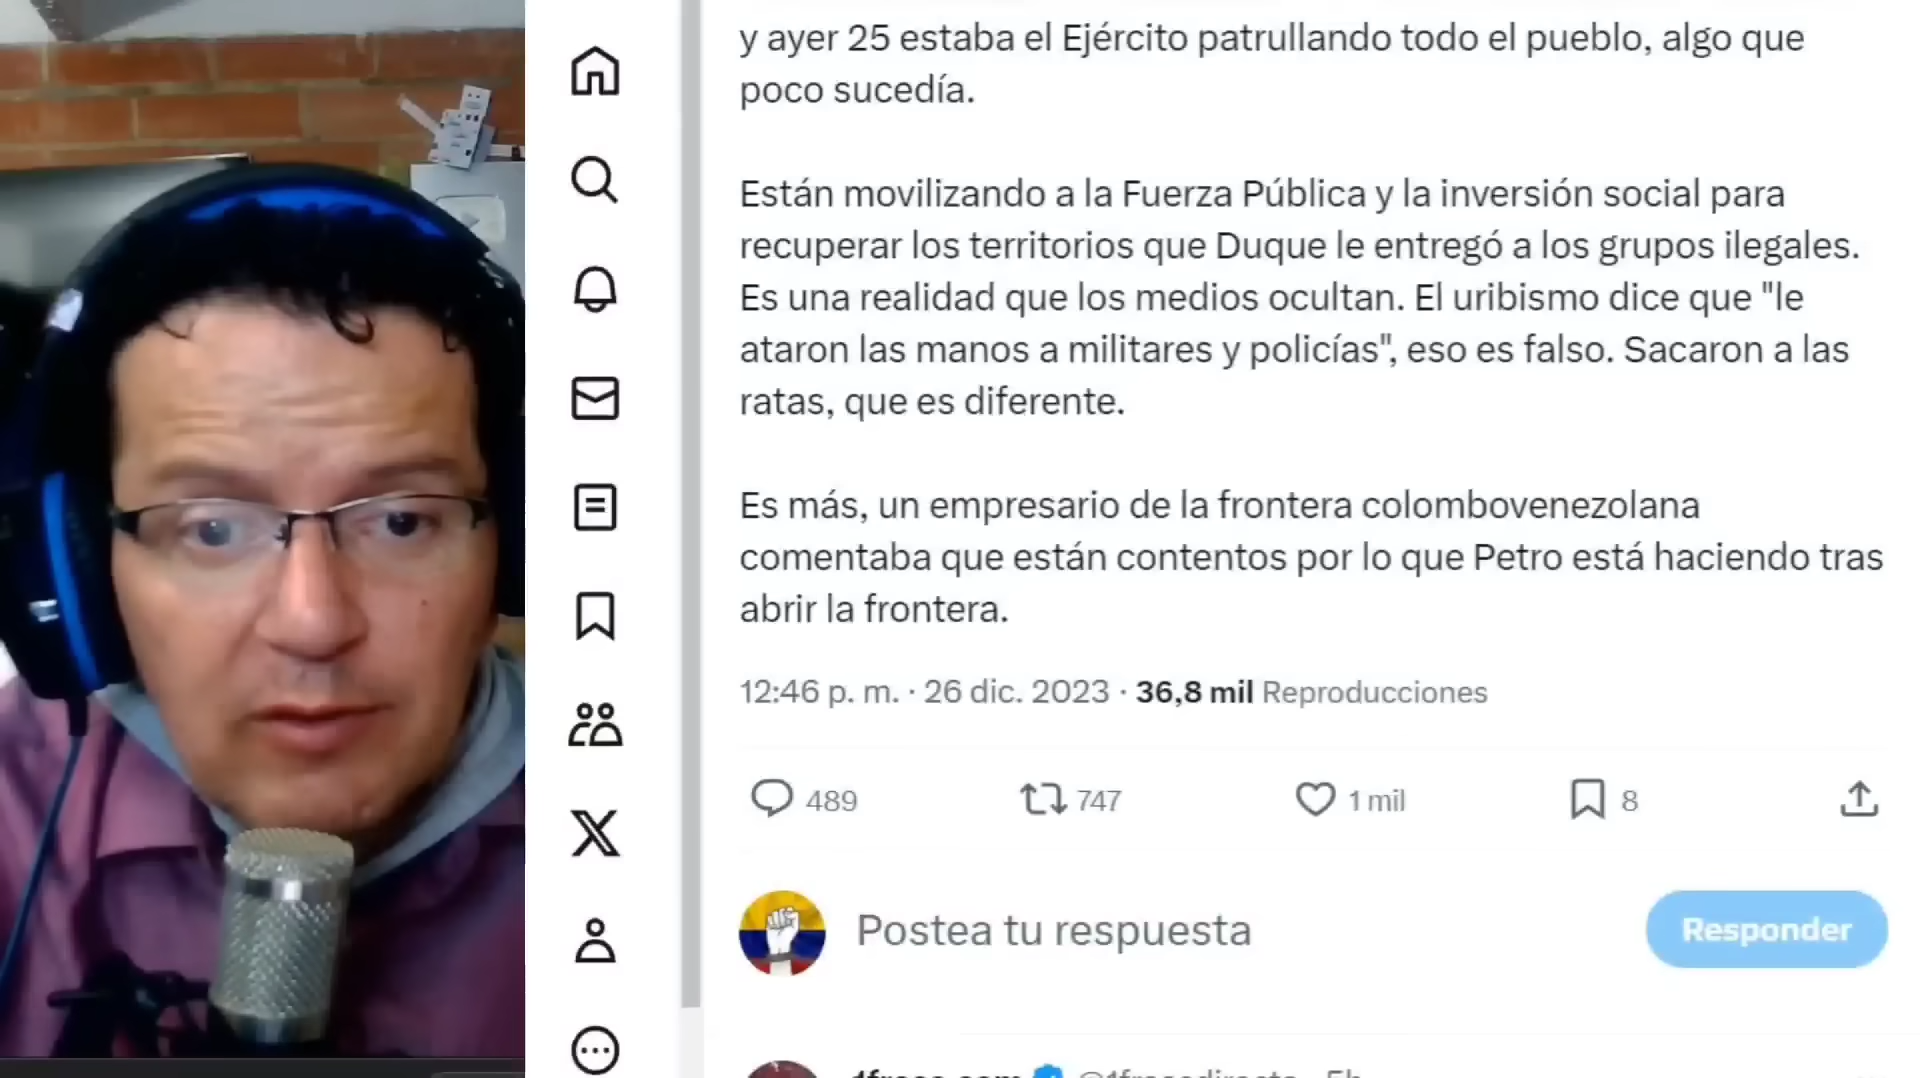 y ayer 25 estaba el Ejército patrullando todo el pueblo, algo que
poco sucedía.
Están movilizando a la Fuerza Pública y la inversión social para
recuperar los territorios que Duque le entregó a los grupos ilegales.
Es una realidad que los medios ocultan. El uribismo dice que "le
ataron las manos a militares y policías", eso es falso. Sacaron a las
ratas, que es diferente.
Es más, un empresario de la frontera colombovenezolana
comentaba que están contentos por lo que Petro está haciendo tras
abrir la frontera.
12:46 p. m. · 26 dic. 2023 · 36,8 mil Reproducciones
489 747 1 mil 8
Postea tu respuesta
Responder